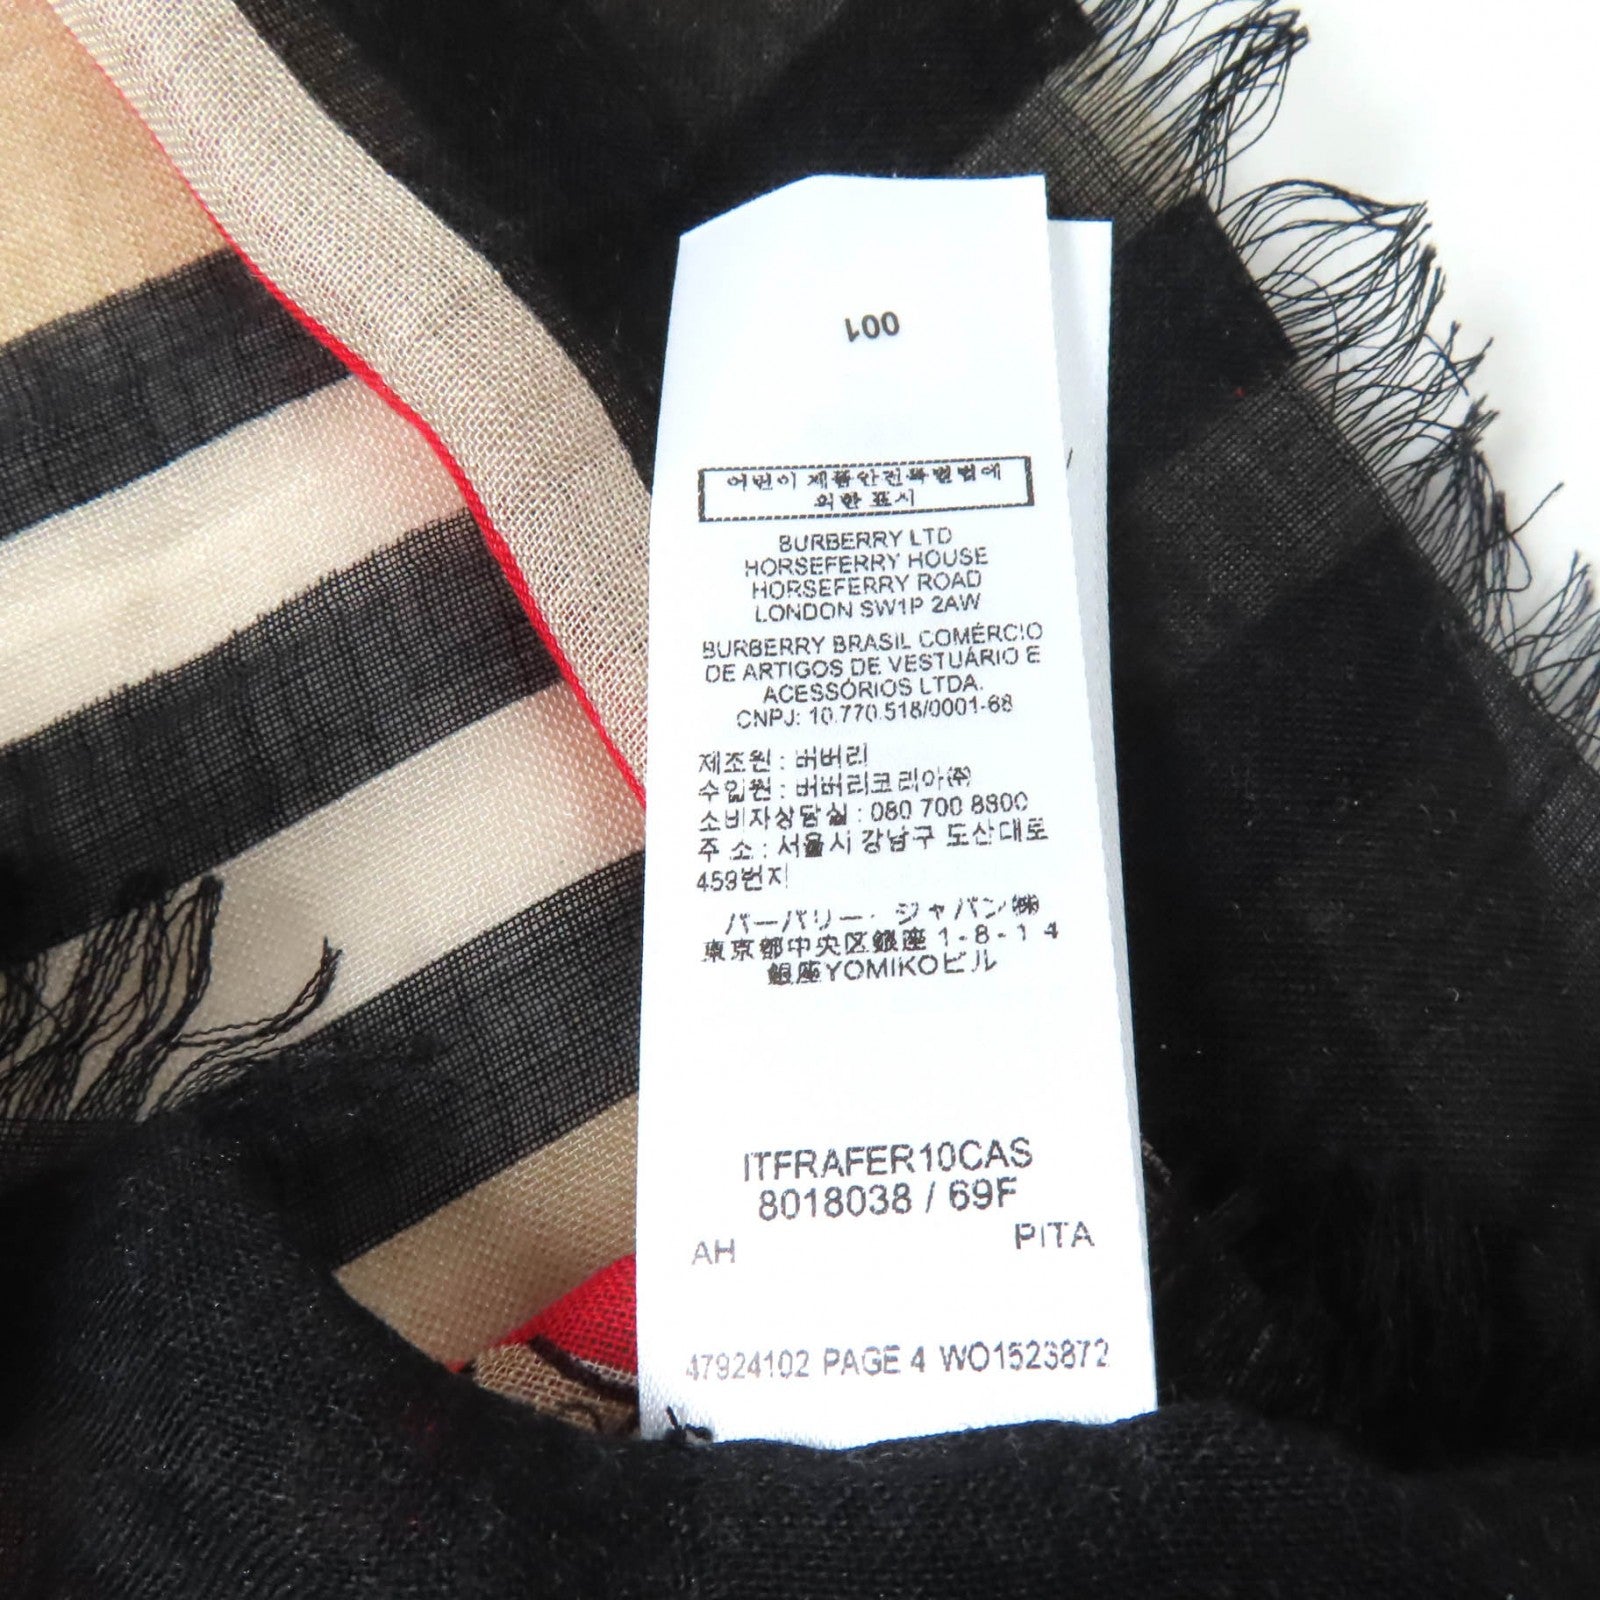 001
어린이 제품안전특별법에
의한 표시
BURBERRY LTD
HORSEFERRY HOUSE
HORSEFERRY ROAD
LONDON SW1P 2AW
BURBERRY BRASIL COMÉRCIO
DE ARTIGOS DE VESTUÁRIO E
ACESSÓRIOS LTDA.
CNPJ: 10.770.518/0001-68
제조원 : 버버리
수입원 : 버버리코리아㈜
소비자상담실 : 080 700 8800
주 소 : 서울시 강남구 도산대로
459번지
バーバリー・ジャパン㈱
東京都中央区銀座 1 - 8 - 1 4
銀座YOMIKOビル
ITFRAFER10CAS
8018038 / 69F
AH PITA
47924102 PAGE 4 WO1523872